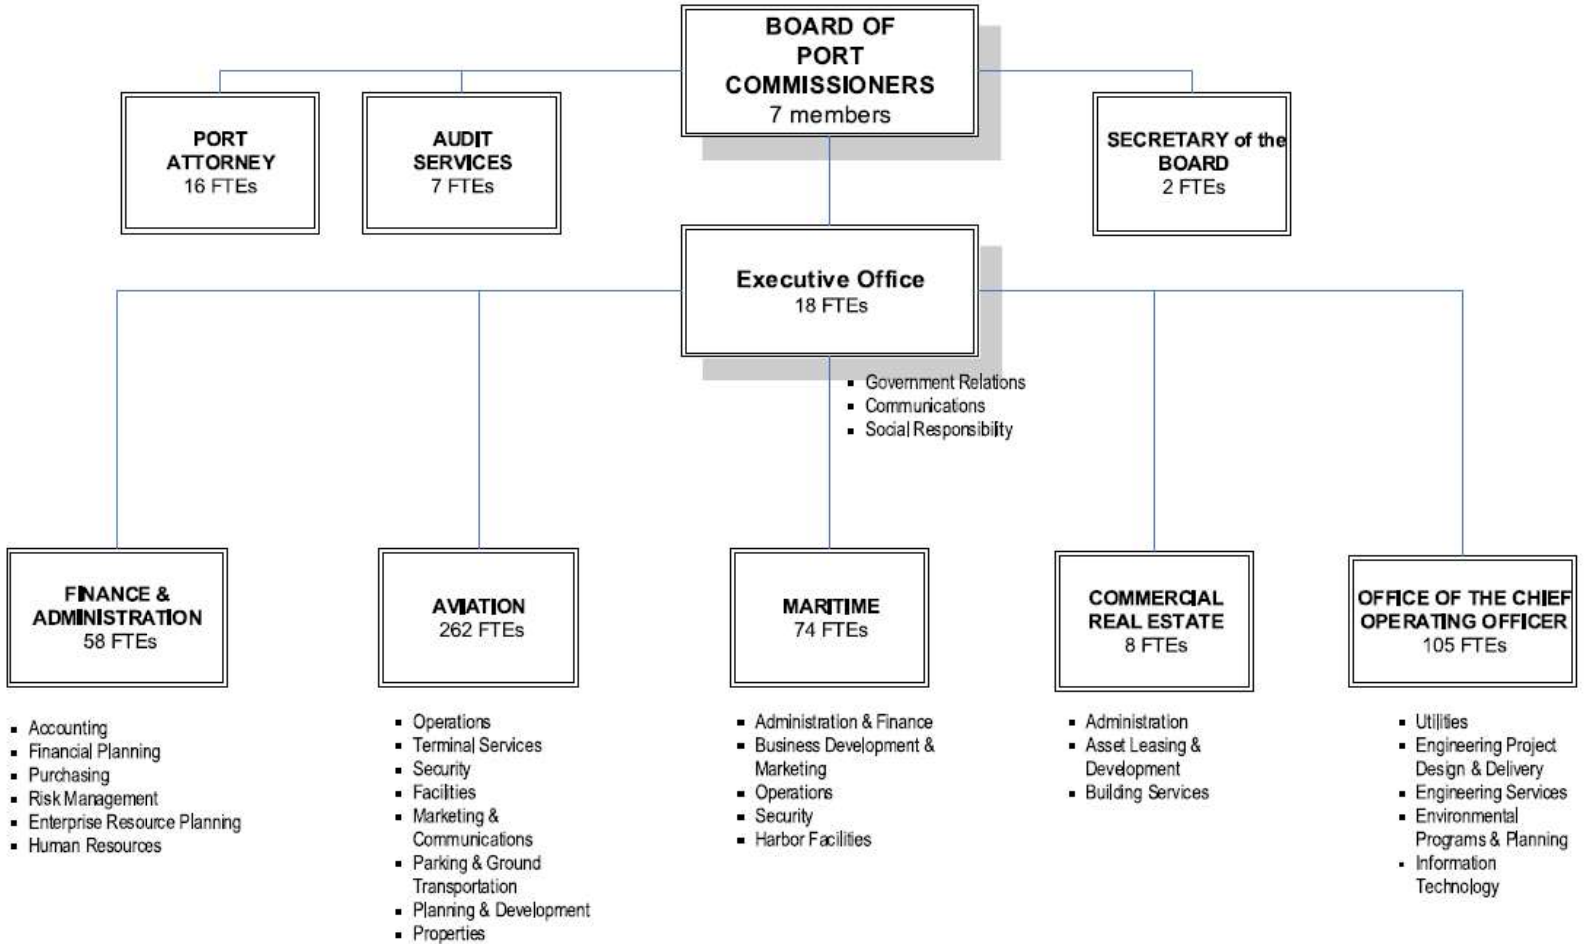 BOARD OF
PORT
COMMISSIONERS
7 members
PORT
ATTORNEY
16 FTEs
AUDIT
SERVICES
7 FTEs
SECRETARY of the
BOARD
2 FTEs
Executive Office
18 FTEs
▪ Government Relations
▪ Communications
▪ Social Responsibility
FINANCE &
ADMINISTRATION
58 FTEs
▪ Accounting
▪ Financial Planning
▪ Purchasing
▪ Risk Management
▪ Enterprise Resource Planning
▪ Human Resources
AVIATION
262 FTEs
▪ Operations
▪ Terminal Services
▪ Security
▪ Facilities
▪ Marketing &
Communications
▪ Parking & Ground
Transportation
▪ Planning & Development
▪ Properties
MARITIME
74 FTEs
▪ Administration & Finance
▪ Business Development &
Marketing
▪ Operations
▪ Security
▪ Harbor Facilities
COMMERCIAL
REAL ESTATE
8 FTEs
▪ Administration
▪ Asset Leasing &
Development
▪ Building Services
OFFICE OF THE CHIEF
OPERATING OFFICER
105 FTEs
▪ Utilities
▪ Engineering Project
Design & Delivery
▪ Engineering Services
▪ Environmental
Programs & Planning
▪ Information
Technology